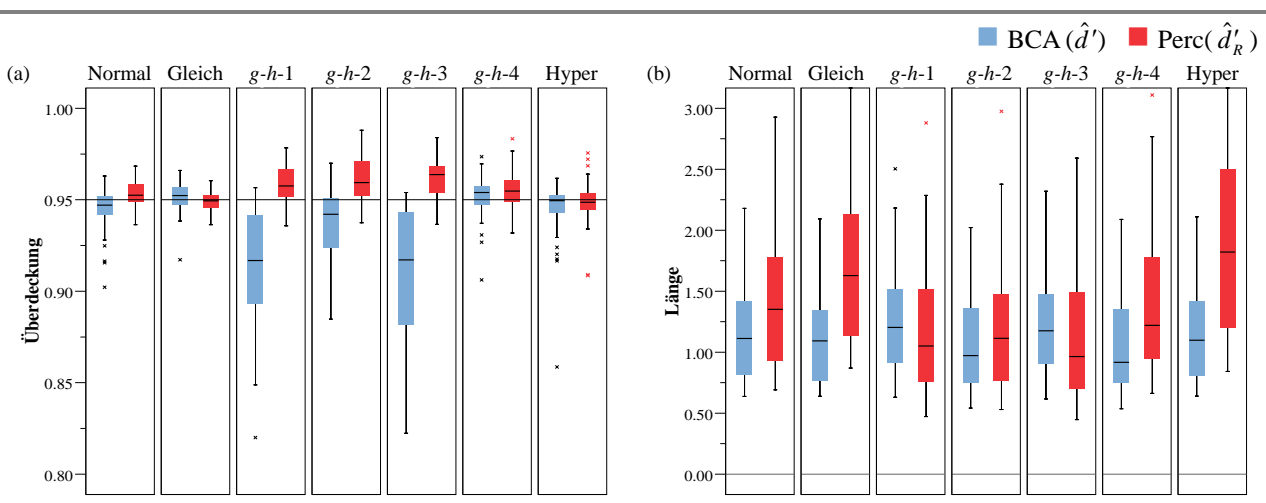 BCA (d̂′) Perc(d̂′R)
(a) Normal Gleich g-h-1 g-h-2 g-h-3 g-h-4 Hyper
1.00
0.95
0.90
0.85
0.80
Überdeckung
(b) Normal Gleich g-h-1 g-h-2 g-h-3 g-h-4 Hyper
3.00
2.50
2.00
1.50
1.00
0.50
0.00
Länge